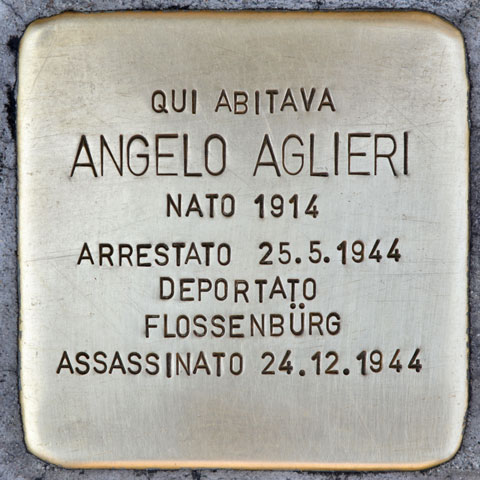 QUI ABITAVA
ANGELO AGLIERI
NATO 1914
ARRESTATO 25.5.1944
DEPORTATO
FLOSSENBÜRG
ASSASSINATO 24.12.1944